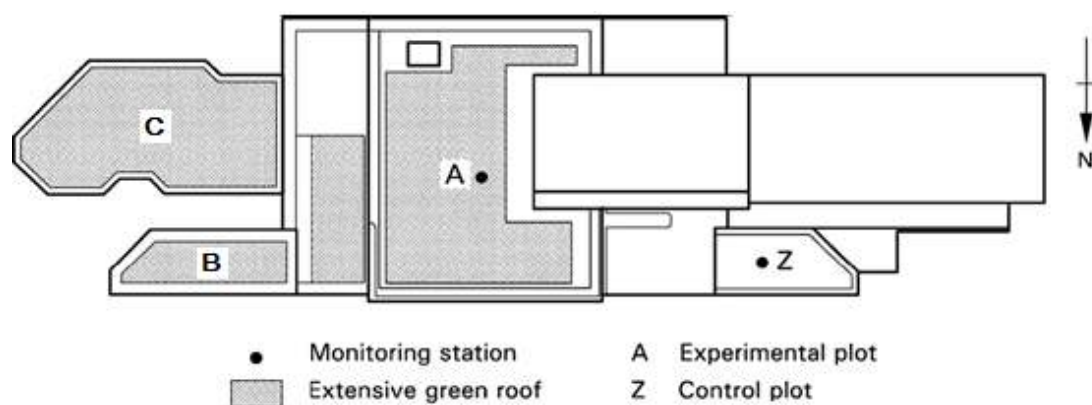 C
A
N
B
Z
● Monitoring station
A Experimental plot
Extensive green roof
Z Control plot